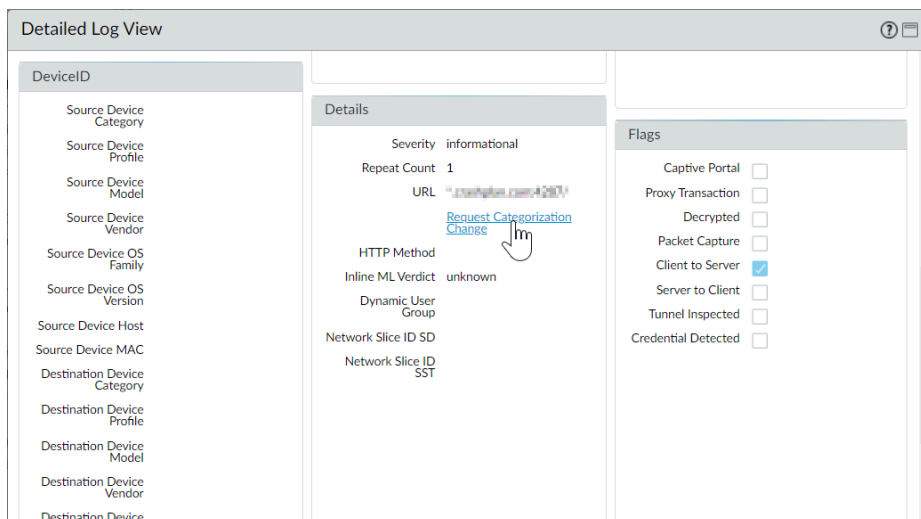 Detailed Log View
DeviceID
Source Device
Category
Source Device
Profile
Source Device
Model
Source Device
Vendor
Source Device OS
Family
Source Device OS
Version
Source Device Host
Source Device MAC
Destination Device
Category
Destination Device
Profile
Destination Device
Model
Destination Device
Vendor
Destination Device
Details
Severity informational
Repeat Count 1
URL
Request Categorization
Change
HTTP Method
Inline ML Verdict unknown
Dynamic User
Group
Network Slice ID SD
Network Slice ID
SST
Flags
Captive Portal
Proxy Transaction
Decrypted
Packet Capture
Client to Server
Server to Client
Tunnel Inspected
Credential Detected